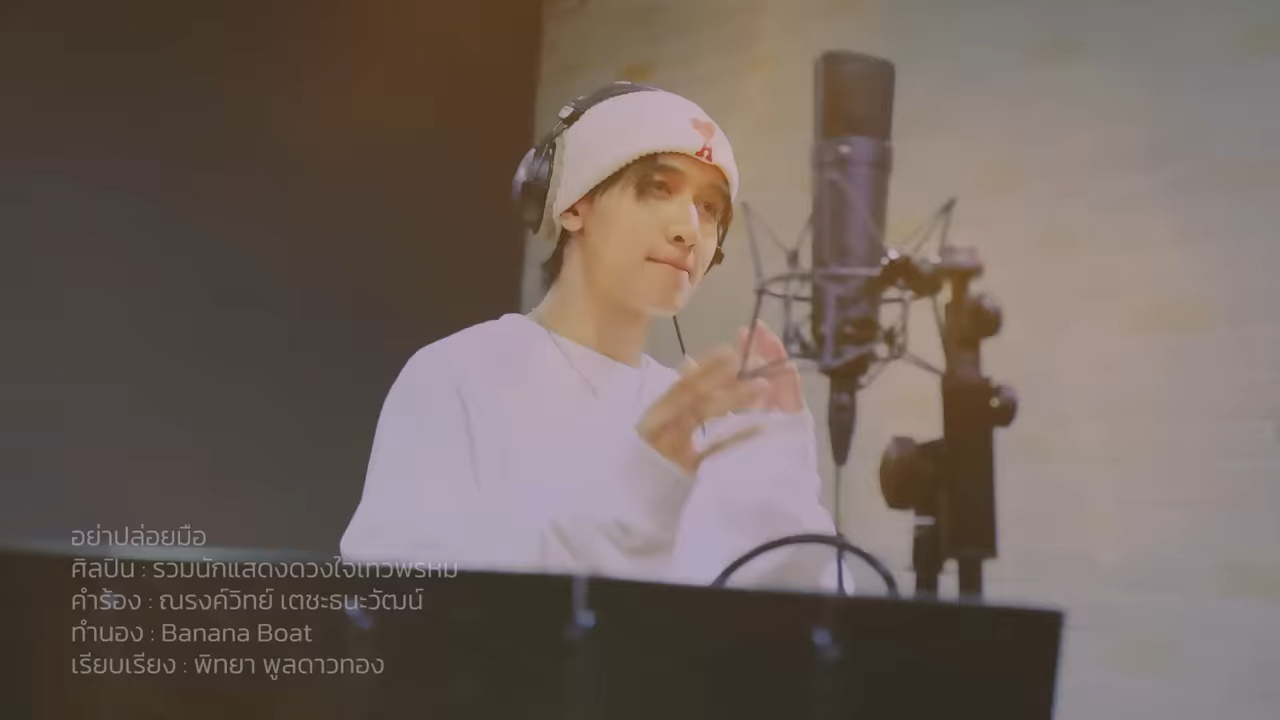 อย่าปล่อยมือ
ศิลปิน : รวมนักแสดงดวงใจเทวพรหม
คำร้อง : ณรงค์วิทย์ เตชะธนะวัฒน์
ทำนอง : Banana Boat
เรียบเรียง : พิทยา พูลดาวทอง
A